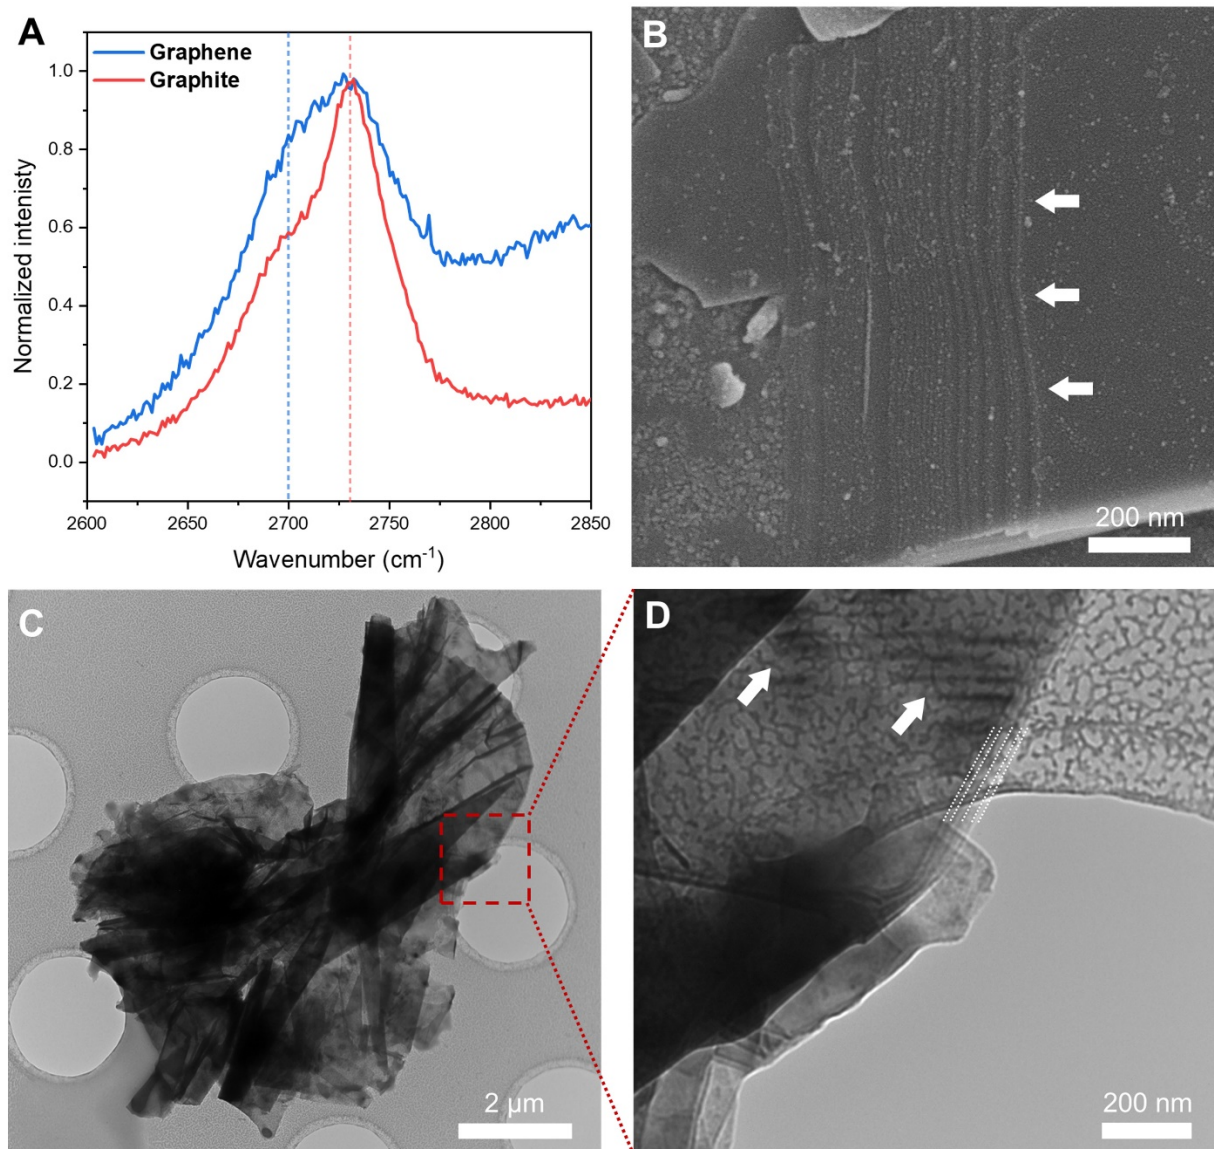 A
Graphene
Graphite
1.0
0.8
0.6
0.4
0.2
0.0
Normalized intenisty
2600 2650 2700 2750 2800 2850
Wavenumber (cm⁻¹)
B
200 nm
C
2 µm
D
200 nm